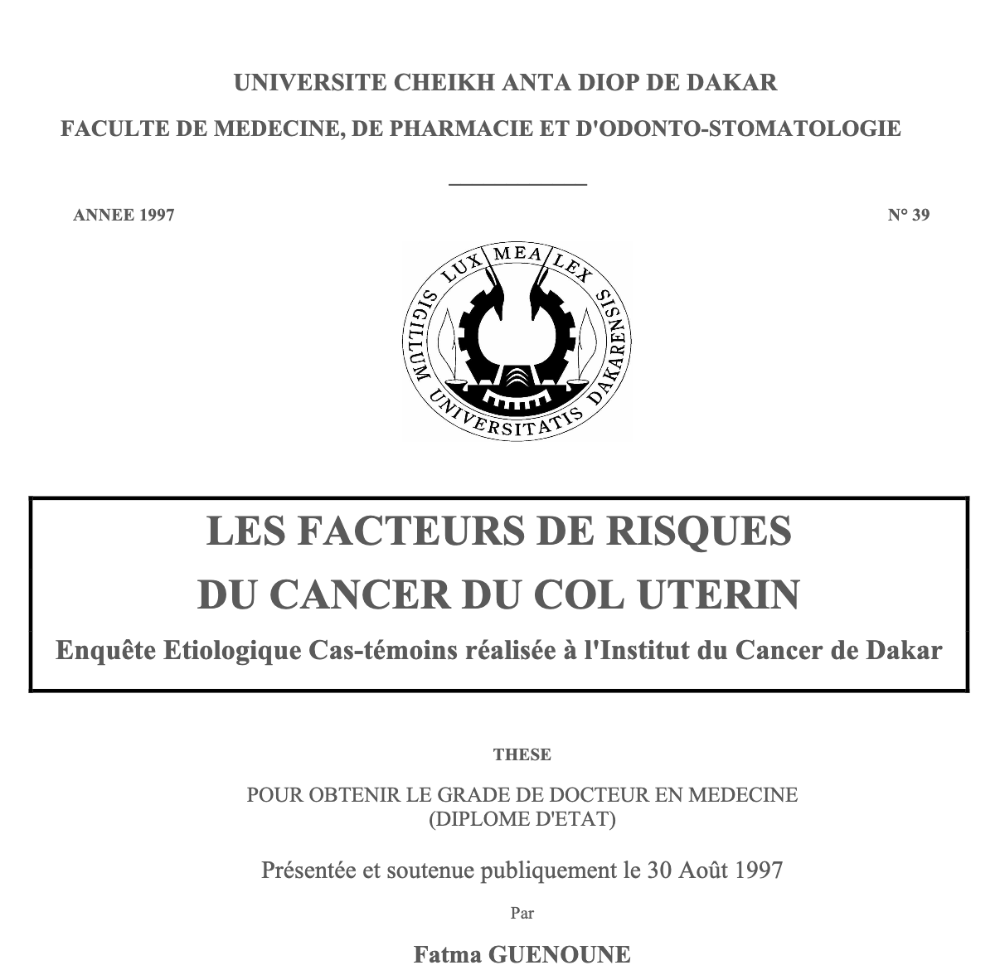 UNIVERSITE CHEIKH ANTA DIOP DE DAKAR
FACULTE DE MEDECINE, DE PHARMACIE ET D'ODONTO-STOMATOLOGIE
ANNEE 1997
N° 39
LUX MEA LEX
SIGILLUM UNIVERSITATIS DAKARENSIS
LES FACTEURS DE RISQUES
DU CANCER DU COL UTERIN
Enquête Etiologique Cas-témoins réalisée à l'Institut du Cancer de Dakar
THESE
POUR OBTENIR LE GRADE DE DOCTEUR EN MEDECINE
(DIPLOME D'ETAT)
Présentée et soutenue publiquement le 30 Août 1997
Par
Fatma GUENOUNE